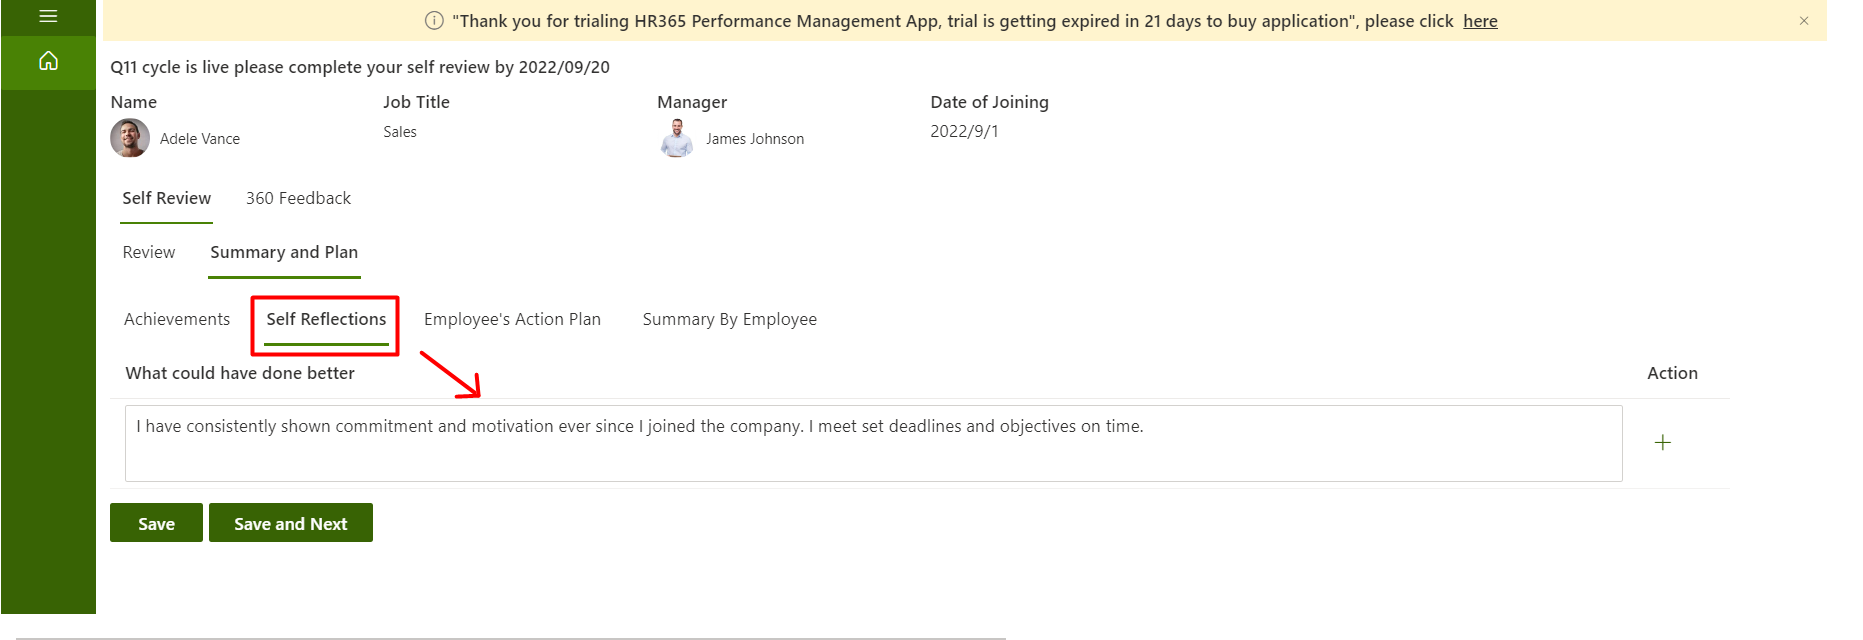 "Thank you for trialing HR365 Performance Management App, trial is getting expired in 21 days to buy application", please click here
Q11 cycle is live please complete your self review by 2022/09/20
Name Job Title Manager Date of Joining
Adele Vance Sales James Johnson 2022/9/1
Self Review 360 Feedback
Review Summary and Plan
Achievements Self Reflections Employee's Action Plan Summary By Employee
What could have done better Action
I have consistently shown commitment and motivation ever since I joined the company. I meet set deadlines and objectives on time.
Save Save and Next